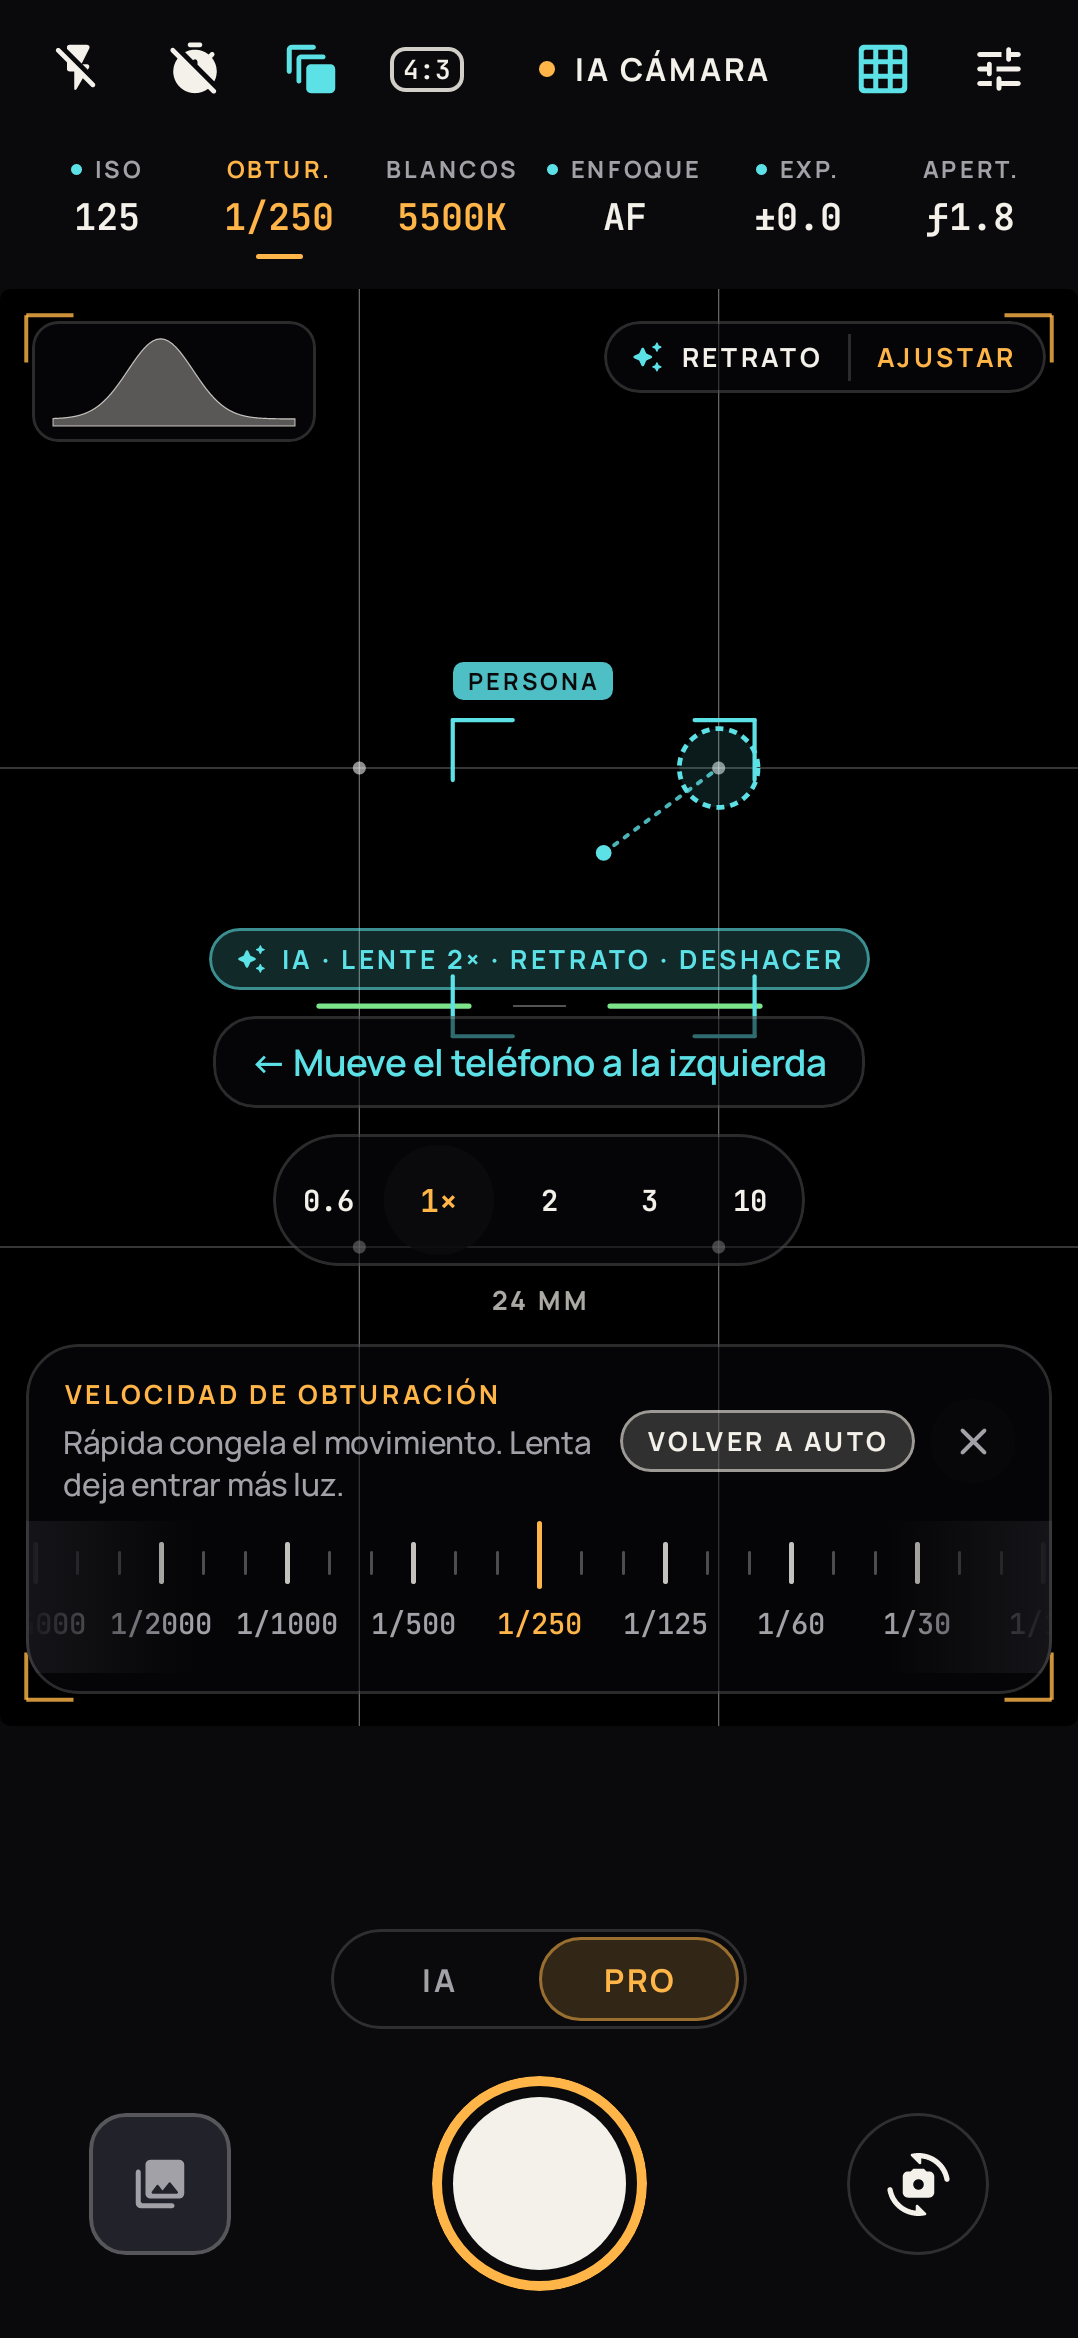 4:3
IA CÁMARA
ISO
OBTUR.
BLANCOS
ENFOQUE
EXP.
APERT.
125
1/250
5500K
AF
±0.0
ƒ1.8
RETRATO
AJUSTAR
PERSONA
IA · LENTE 2× · RETRATO · DESHACER
← Mueve el teléfono a la izquierda
0.6
1×
2
3
10
24 MM
VELOCIDAD DE OBTURACIÓN
Rápida congela el movimiento. Lenta
deja entrar más luz.
VOLVER A AUTO
000
1/2000
1/1000
1/500
1/250
1/125
1/60
1/30
1/
IA
PRO